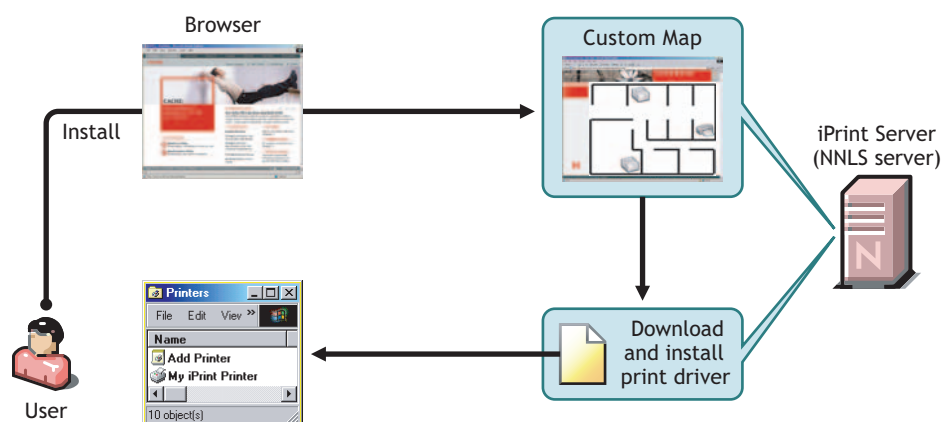 Browser
Custom Map
Install
iPrint Server
(NNLS server)
N
Printers
File Edit View »
Name
Add Printer
My iPrint Printer
10 object(s)
Download
and install
print driver
User